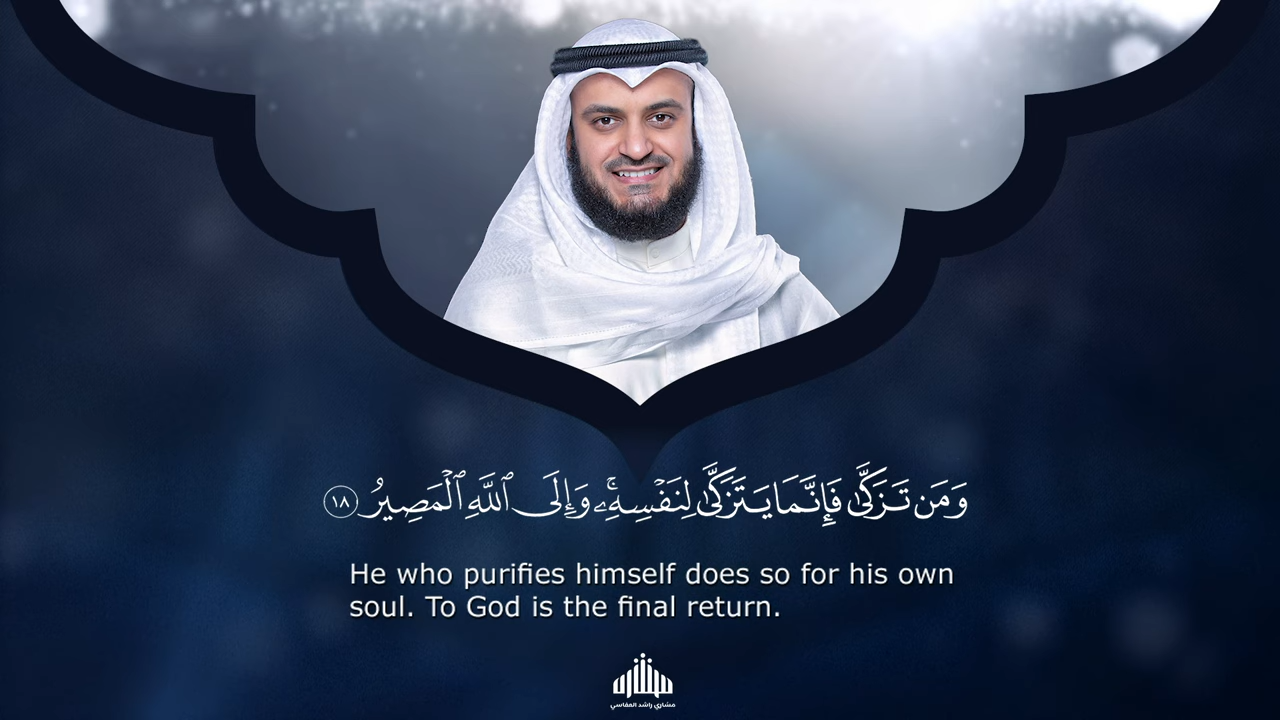 وَمَن تَزَكَّىٰ فَإِنَّمَا يَتَزَكَّىٰ لِنَفْسِهِۦۚ وَإِلَى ٱللَّهِ ٱلْمَصِيرُ ١٨
He who purifies himself does so for his own
soul. To God is the final return.
مشاري راشد العفاسي